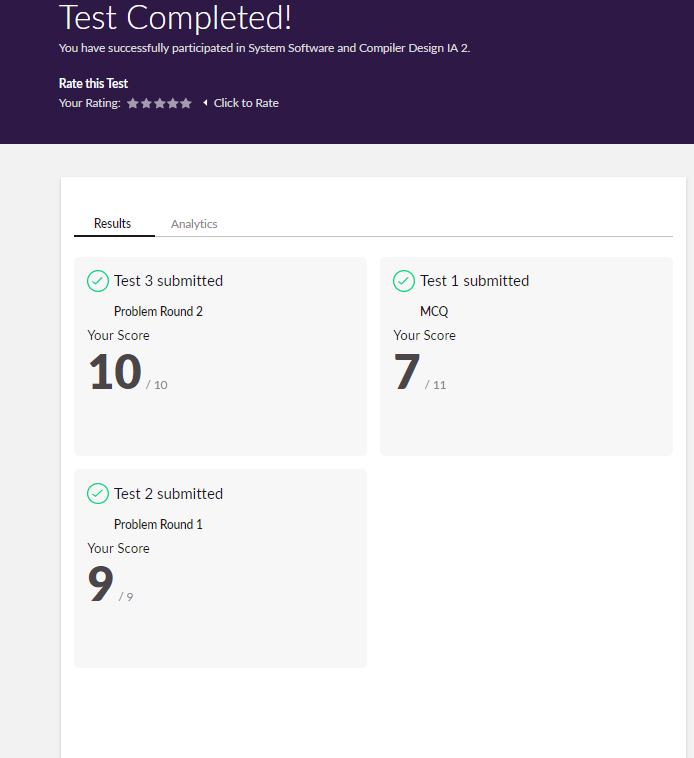 Test Completed!
You have successfully participated in System Software and Compiler Design IA 2.
Rate this Test
Your Rating: Click to Rate
Results Analytics
Test 3 submitted
Problem Round 2
Your Score
10 / 10
Test 1 submitted
MCQ
Your Score
7 / 11
Test 2 submitted
Problem Round 1
Your Score
9 / 9